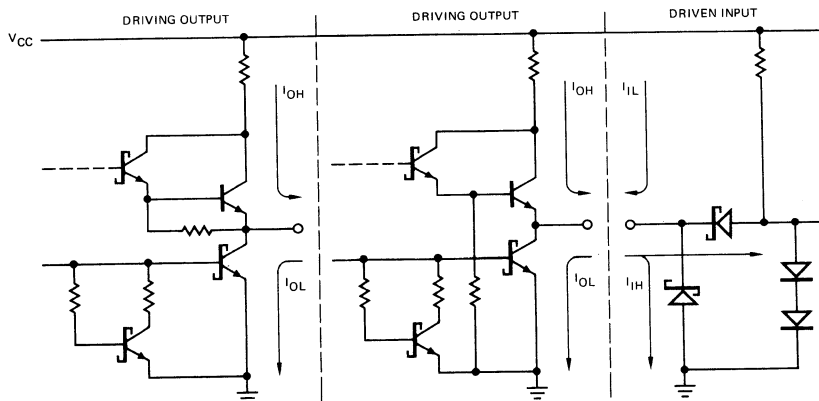 DRIVING OUTPUT
DRIVING OUTPUT
DRIVEN INPUT
VCC
IOH
IOH
IIL
IOL
IOL
IIH